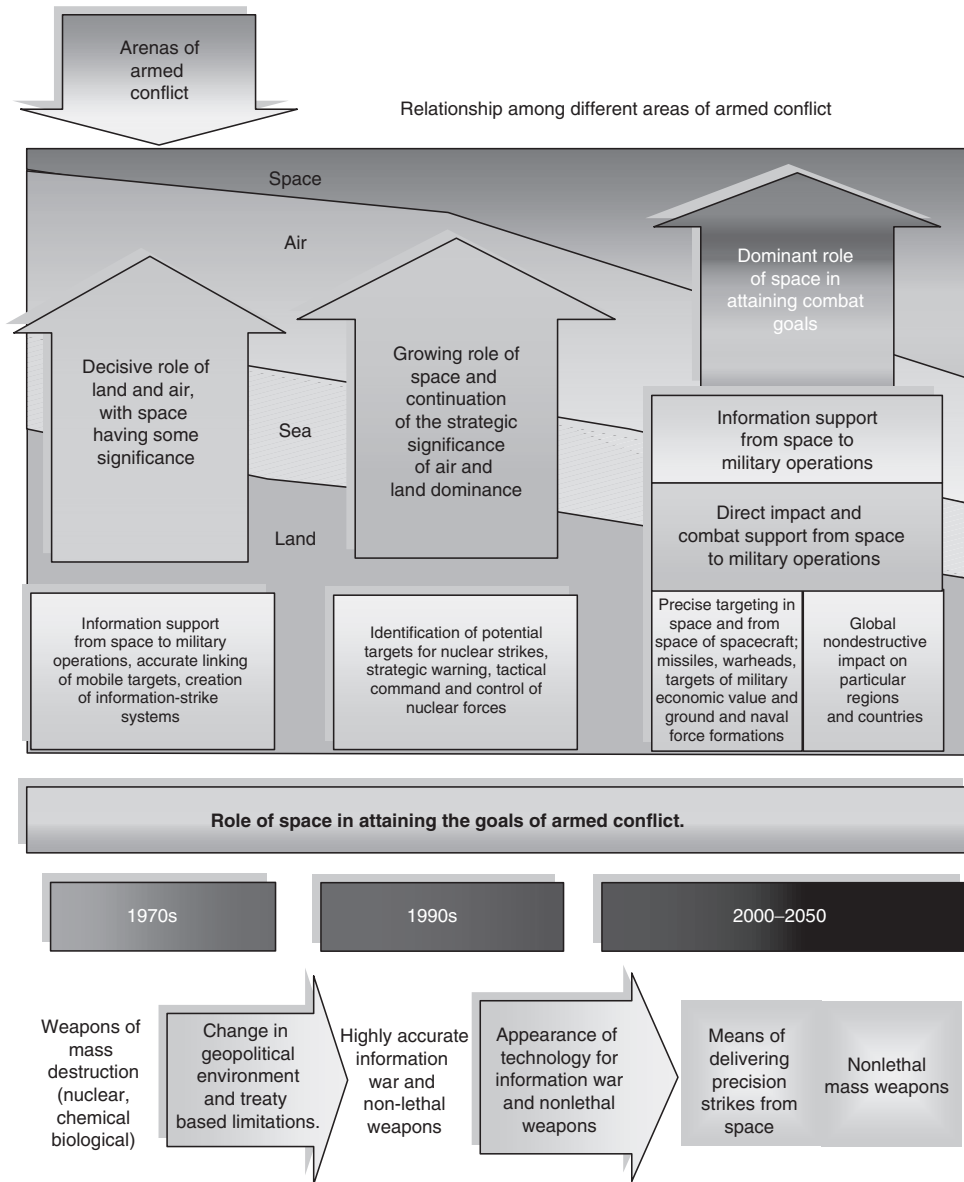 Arenas of
armed
conflict
Relationship among different areas of armed conflict
Space
Air
Sea
Land
Decisive role of
land and air,
with space
having some
significance
Growing role of
space and
continuation
of the strategic
significance
of air and
land dominance
Dominant role
of space in
attaining combat
goals
Information support
from space to
military operations
Direct impact and
combat support from space
to military operations
Information support
from space to military
operations, accurate linking
of mobile targets, creation
of information-strike
systems
Identification of potential
targets for nuclear strikes,
strategic warning, tactical
command and control of
nuclear forces
Precise targeting in
space and from
space of spacecraft;
missiles, warheads,
targets of military
economic value and
ground and naval
force formations
Global
nondestructive
impact on
particular
regions
and countries
Role of space in attaining the goals of armed conflict.
1970s
1990s
2000–2050
Weapons of
mass
destruction
(nuclear,
chemical
biological)
Change in
geopolitical
environment
and treaty
based limitations.
Highly accurate
information
war and
non-lethal
weapons
Appearance of
technology for
information war
and nonlethal
weapons
Means of
delivering
precision
strikes from
space
Nonlethal
mass weapons